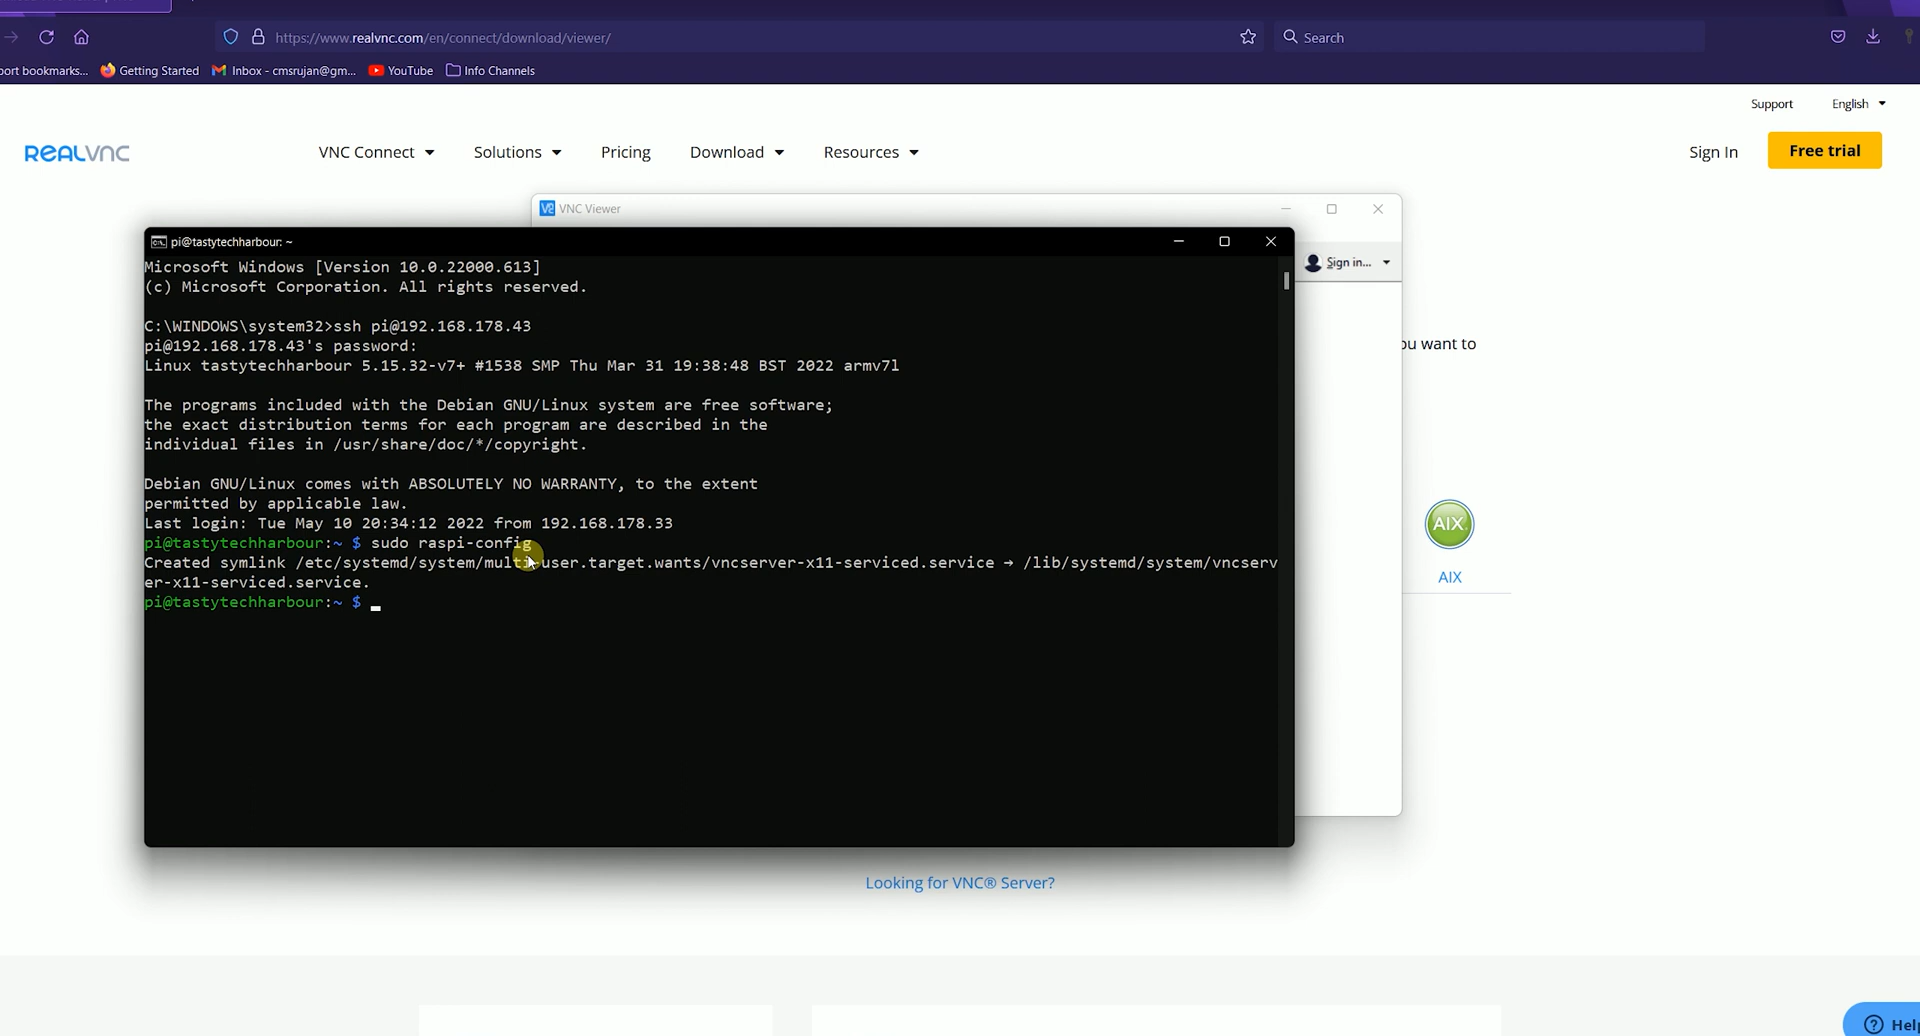 https://www.realvnc.com/en/connect/download/viewer/
Search
ort bookmarks...
Getting Started
Inbox - cmsrujan@gm...
YouTube
Info Channels
Support
English
REALVNC
VNC Connect
Solutions
Pricing
Download
Resources
Sign In
Free trial
VNC Viewer
pi@tastytechharbour: ~
Sign in...
Microsoft Windows [Version 10.0.22000.613]
(c) Microsoft Corporation. All rights reserved.
C:\WINDOWS\system32>ssh pi@192.168.178.43
pi@192.168.178.43's password:
Linux tastytechharbour 5.15.32-v7+ #1538 SMP Thu Mar 31 19:38:48 BST 2022 armv7l
The programs included with the Debian GNU/Linux system are free software;
the exact distribution terms for each program are described in the
individual files in /usr/share/doc/*/copyright.
Debian GNU/Linux comes with ABSOLUTELY NO WARRANTY, to the extent
permitted by applicable law.
Last login: Tue May 10 20:34:12 2022 from 192.168.178.33
pi@tastytechharbour:~ $ sudo raspi-config
Created symlink /etc/systemd/system/multi-user.target.wants/vncserver-x11-serviced.service → /lib/systemd/system/vncserv
er-x11-serviced.service.
pi@tastytechharbour:~ $
ou want to
AIX
AIX
Looking for VNC® Server?
Help